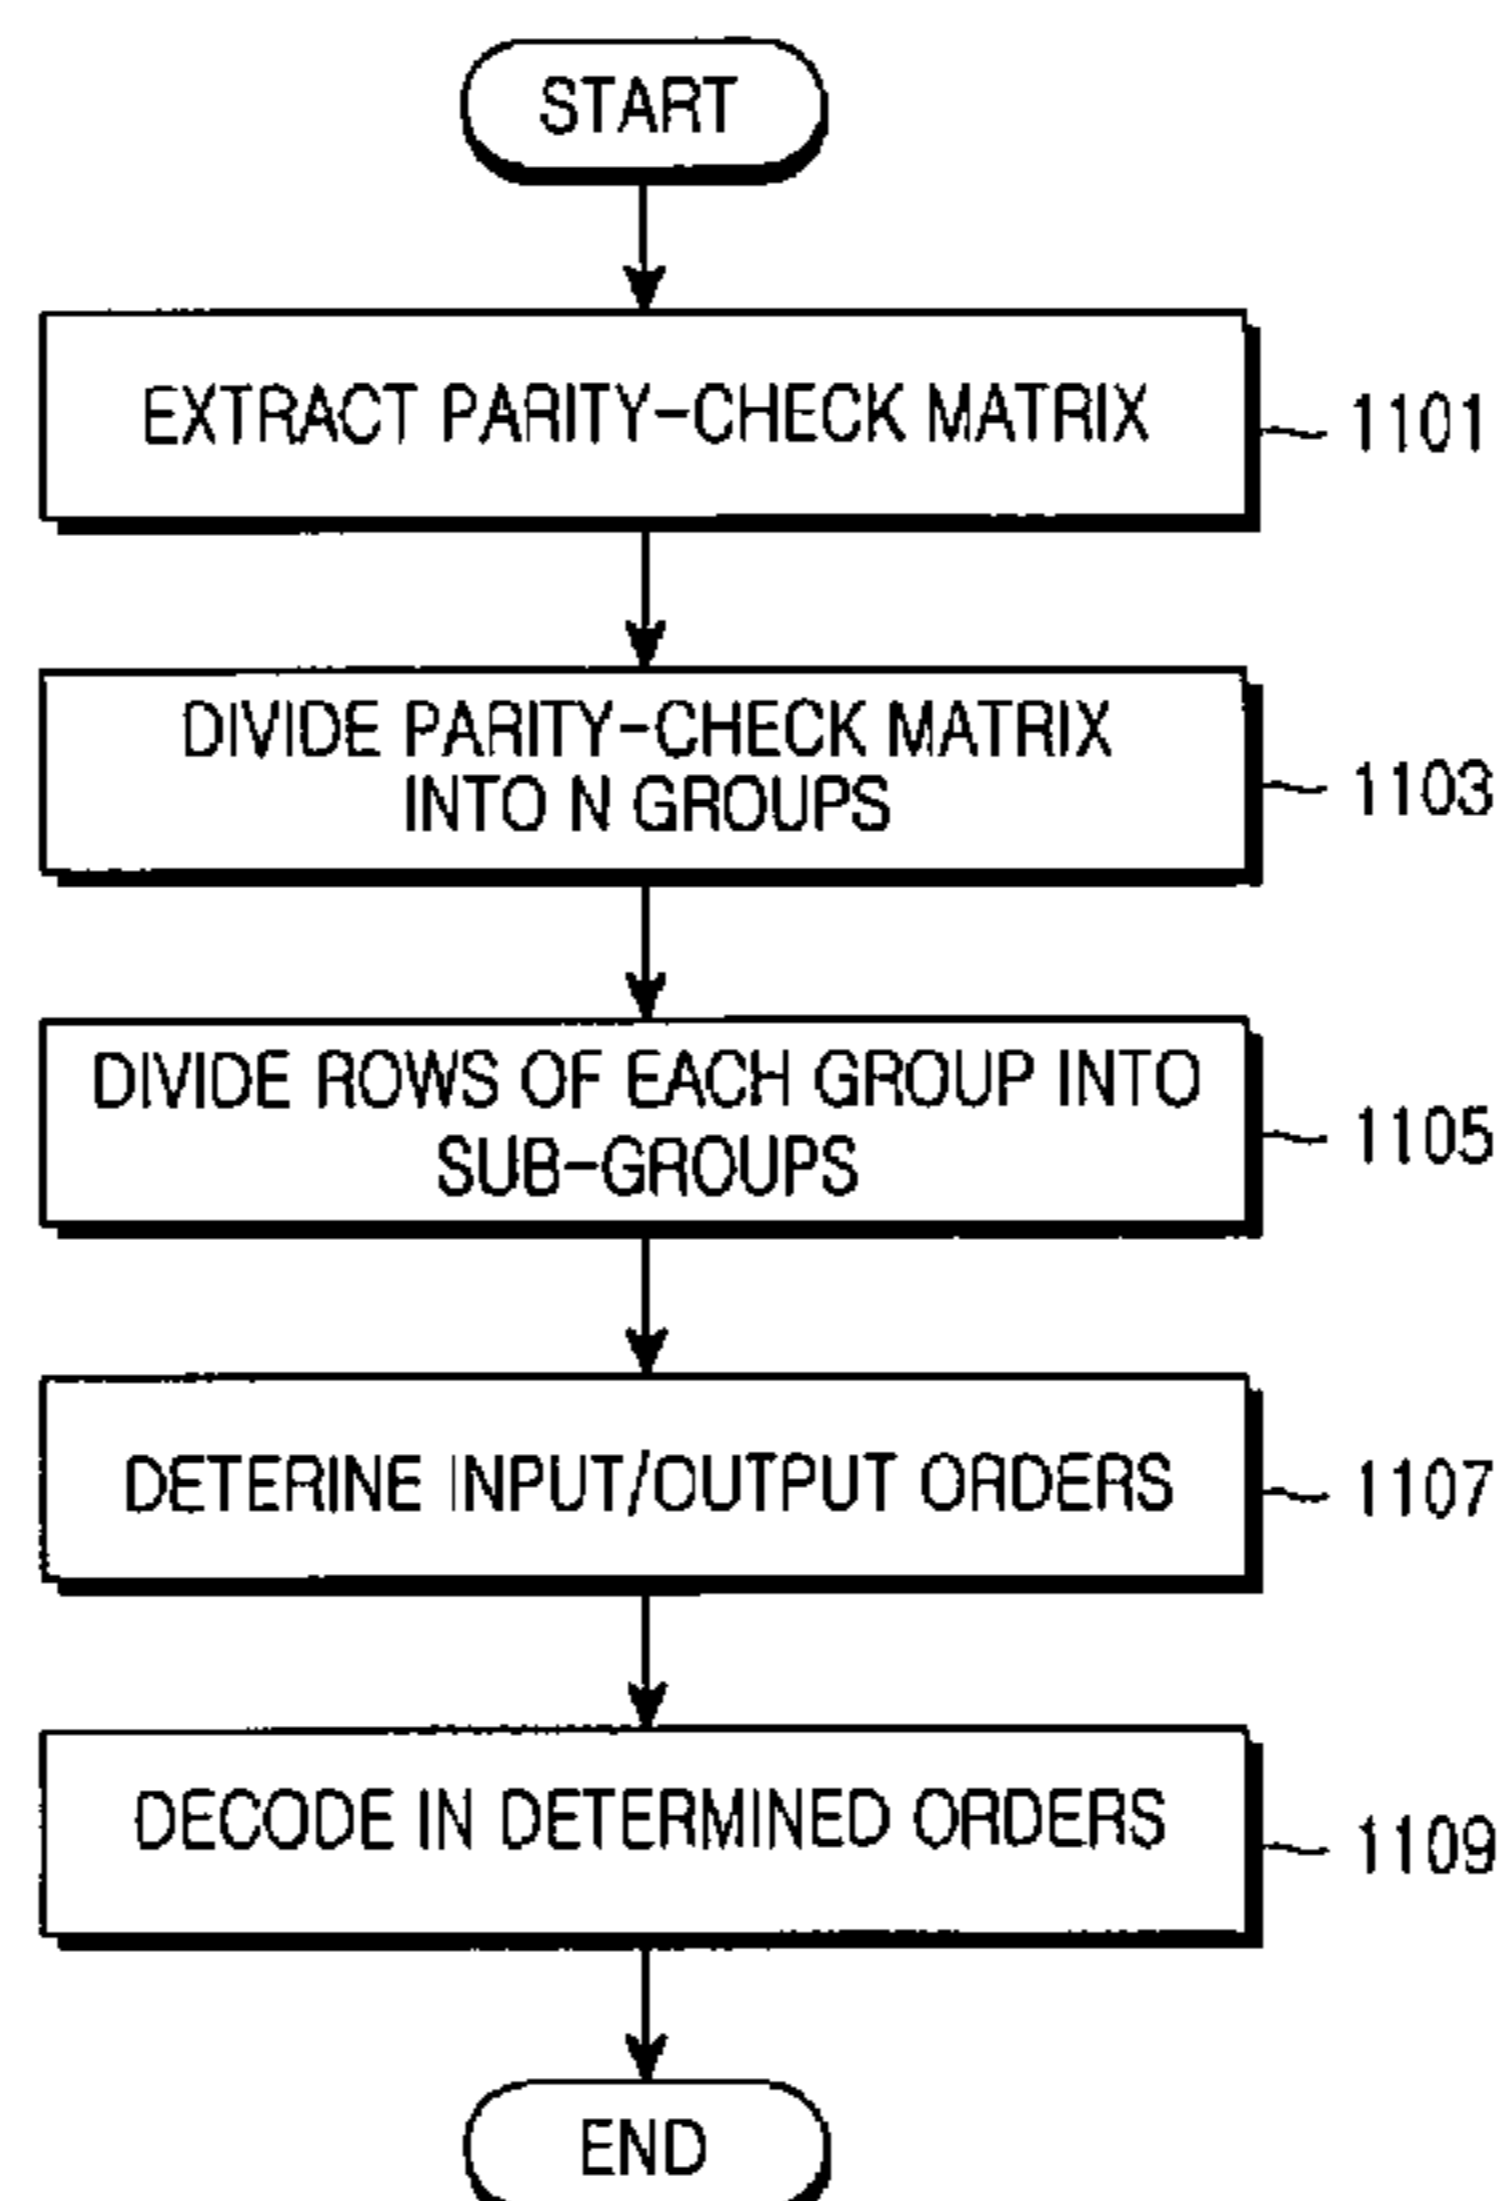 START
EXTRACT PARITY-CHECK MATRIX
1101
DIVIDE PARITY-CHECK MATRIX
INTO N GROUPS
1103
DIVIDE ROWS OF EACH GROUP INTO
SUB-GROUPS
1105
DETERINE INPUT/OUTPUT ORDERS
1107
DECODE IN DETERMINED ORDERS
1109
END